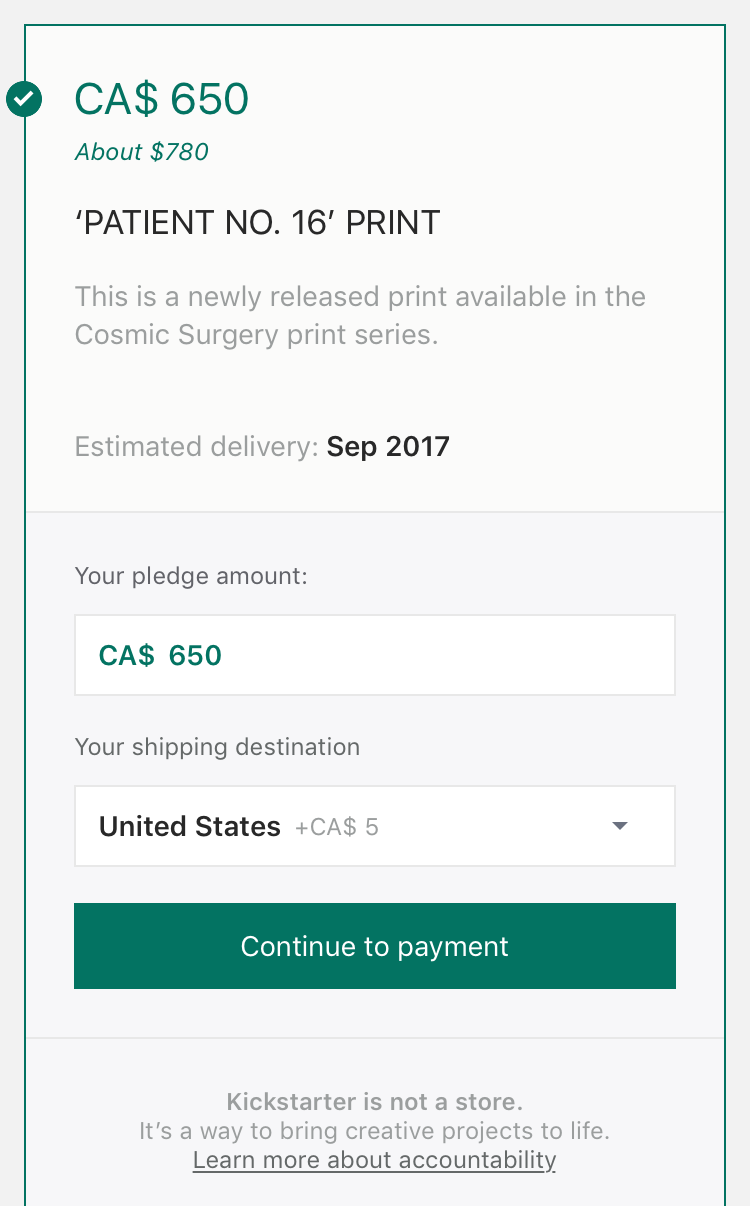 CA$ 650
About $780
‘PATIENT NO. 16’ PRINT
This is a newly released print available in the
Cosmic Surgery print series.
Estimated delivery: Sep 2017
Your pledge amount:
CA$ 650
Your shipping destination
United States +CA$ 5
Continue to payment
Kickstarter is not a store.
It’s a way to bring creative projects to life.
Learn more about accountability